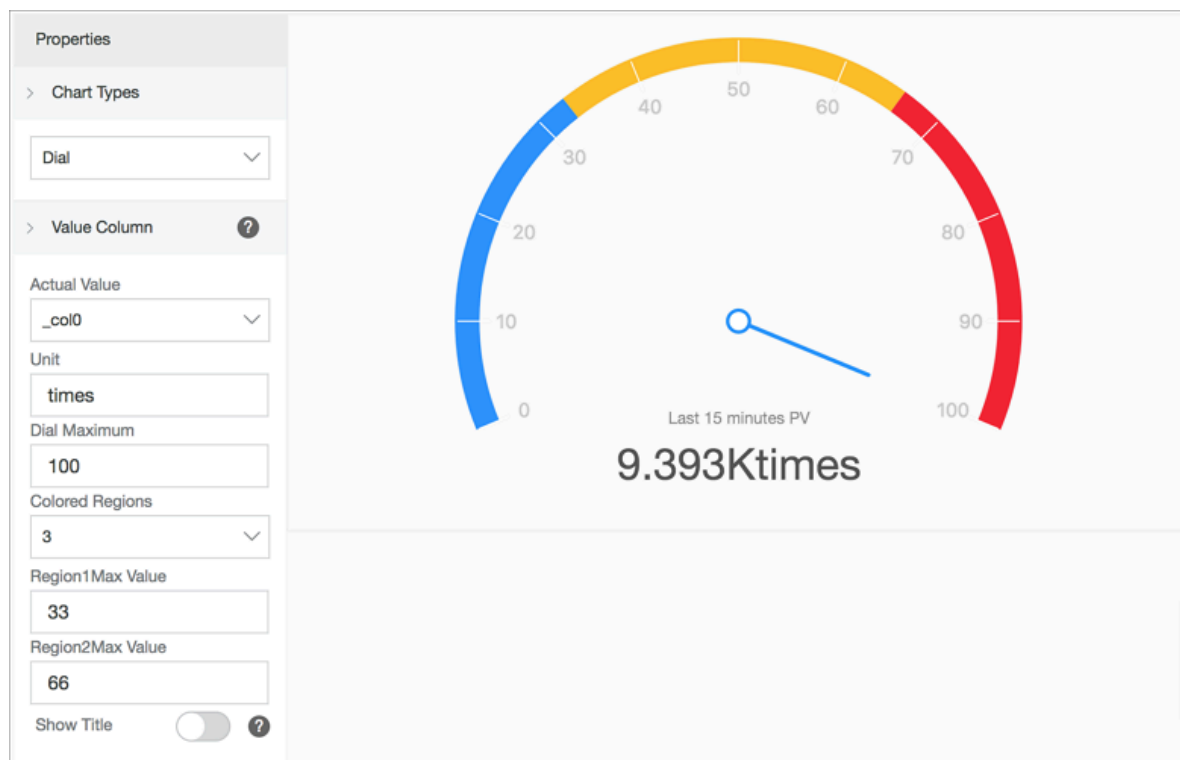 Properties
Chart Types
Dial
Value Column ?
Actual Value
_col0
Unit
times
Dial Maximum
100
Colored Regions
3
Region1Max Value
33
Region2Max Value
66
Show Title ?
50
40 60
30 70
20 80
10 90
0 100
Last 15 minutes PV
9.393Ktimes